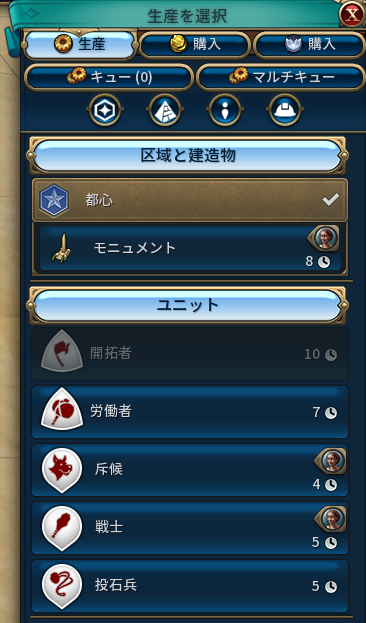 生産を選択
生産
購入
購入
キュー (0)
マルチキュー
区域と建造物
都心
モニュメント
8
ユニット
開拓者
10
労働者
7
斥候
4
戦士
5
投石兵
5